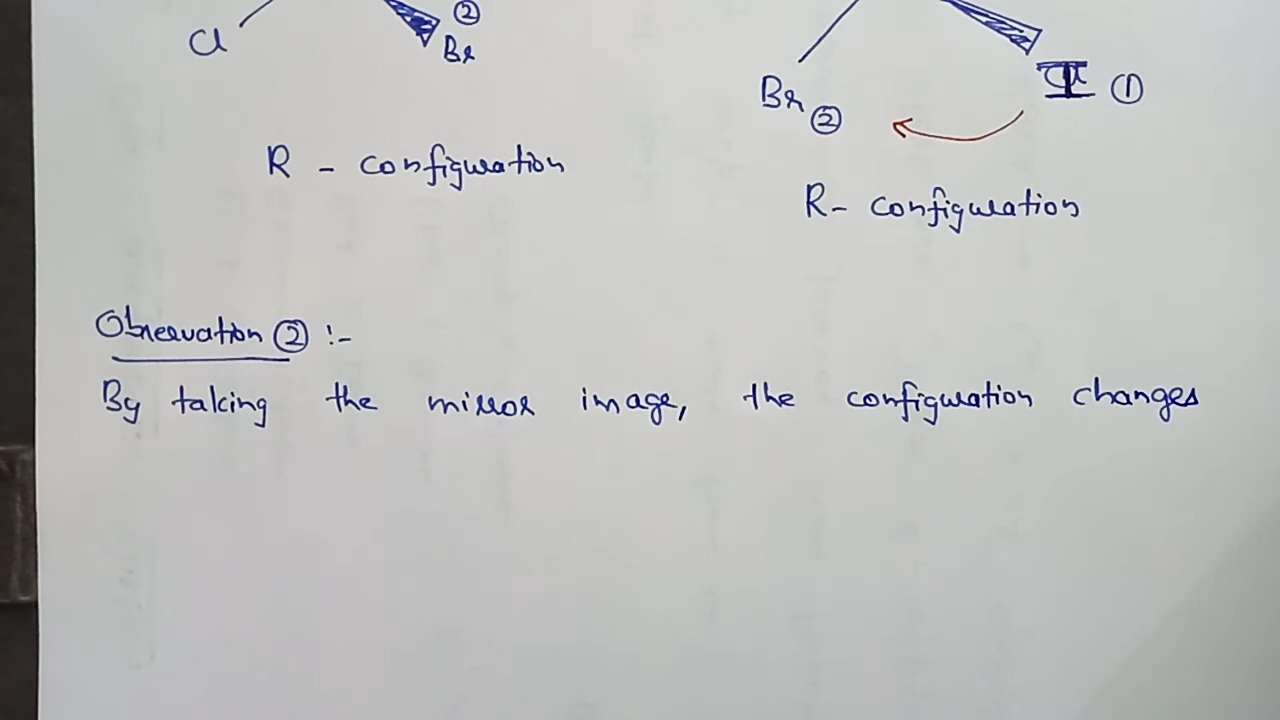 ②
Cl
Br
I ①
Br ②
R - configuration
R- configuration
Observation ② :-
By taking the mirror image, the configuration changes